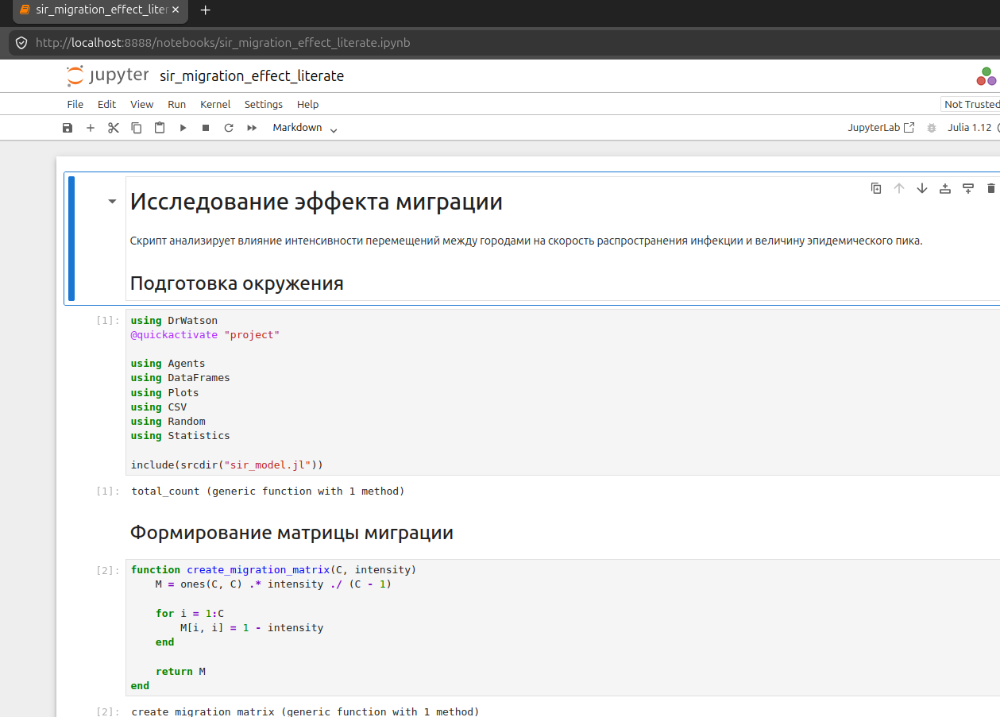 sir_migration_effect_liter
http://localhost:8888/notebooks/sir_migration_effect_literate.ipynb
jupyter sir_migration_effect_literate
File Edit View Run Kernel Settings Help
Not Trusted
Markdown
JupyterLab
Julia 1.12
Исследование эффекта миграции
Скрипт анализирует влияние интенсивности перемещений между городами на скорость распространения инфекции и величину эпидемического пика.
Подготовка окружения
[1]: using DrWatson
@quickactivate "project"
using Agents
using DataFrames
using Plots
using CSV
using Random
using Statistics
include(srcdir("sir_model.jl"))
[1]: total_count (generic function with 1 method)
Формирование матрицы миграции
[2]: function create_migration_matrix(C, intensity)
M = ones(C, C) .* intensity ./ (C - 1)
for i = 1:C
M[i, i] = 1 - intensity
end
return M
end
[2]: create_migration_matrix (generic function with 1 method)